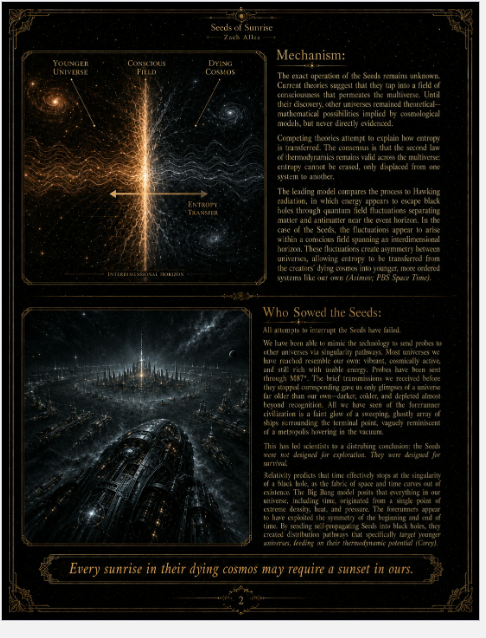 Seeds of Sunrise
Zach Allen
YOUNGER
UNIVERSE
CONSCIOUS
FIELD
DYING
COSMOS
ENTROPY
TRANSFER
INTERDIMENSIONAL HORIZON
Mechanism:
The exact operation of the Seeds remains unknown.
Current theories suggest that they tap into a field of
consciousness that permeates the multiverse. Until
their discovery, other universes remained theoretical—
mathematical possibilities implied by cosmological
models, but never directly evidenced.
Competing theories attempt to explain how entropy
is transferred. The consensus is that the second law
of thermodynamics remains valid across the multiverse:
entropy cannot be erased, only displaced from one
system to another.
The leading model compares the process to Hawking
radiation, in which energy appears to escape black
holes through quantum field fluctuations separating
matter and antimatter near the event horizon. In the
case of the Seeds, the fluctuations appear to arise
within a conscious field spanning an interdimensional
horizon. These fluctuations create asymmetry between
universes, allowing entropy to be transferred from
the creators' dying cosmos into younger, more ordered
systems like our own (Asimov; PBS Space Time).
Who Sowed the Seeds:
All attempts to interrupt the Seeds have failed.
We have been able to mimic the technology to send probes to
other universes via singularity pathways. Most universes we
have reached resemble our own: vibrant, cosmically active,
and still rich with usable energy. Probes have been sent
through M87*. The brief transmissions we received before
they stopped corresponding gave us only glimpses of a universe
far older than our own—darker, colder, and depleted almost
beyond recognition. All we have seen of the forerunner
civilization is a faint glow of a sweeping, ghostly array of
ships surrounding the terminal point, vaguely reminiscent
of a metropolis hovering in the vacuum.
This has led scientists to a disturbing conclusion: the Seeds
were not designed for exploration. They were designed for
survival.
Relativity predicts that time effectively stops at the singularity
of a black hole, as the fabric of space and time curves out of
existence. The Big Bang model posits that everything in our
universe, including time, originated from a single point of
extreme density, heat, and pressure. The forerunners appear
to have exploited the symmetry of the beginning and end of
time. By sending self-propagating Seeds into black holes, they
created distribution pathways that specifically target younger
universes, feeding on their thermodynamic potential (Corey).
Every sunrise in their dying cosmos may require a sunset in ours.
2